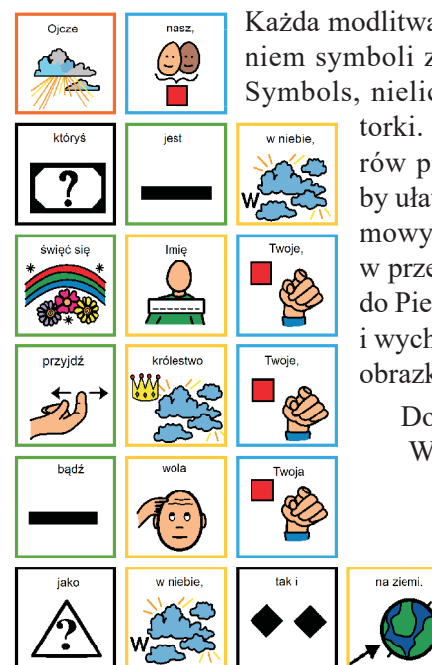 Ojcze nasz,
Każda modlitwa
niem symboli z
Symbols, nielic
torki.
rów p
by uła
mowy
w prze
do Pie
i wych
obrazk
Do
W
któryś jest w niebie,
W
święć się Imię Twoje,
przyjdź królestwo Twoje,
bądź wola Twoja
jako w niebie, tak i na ziemi.
W